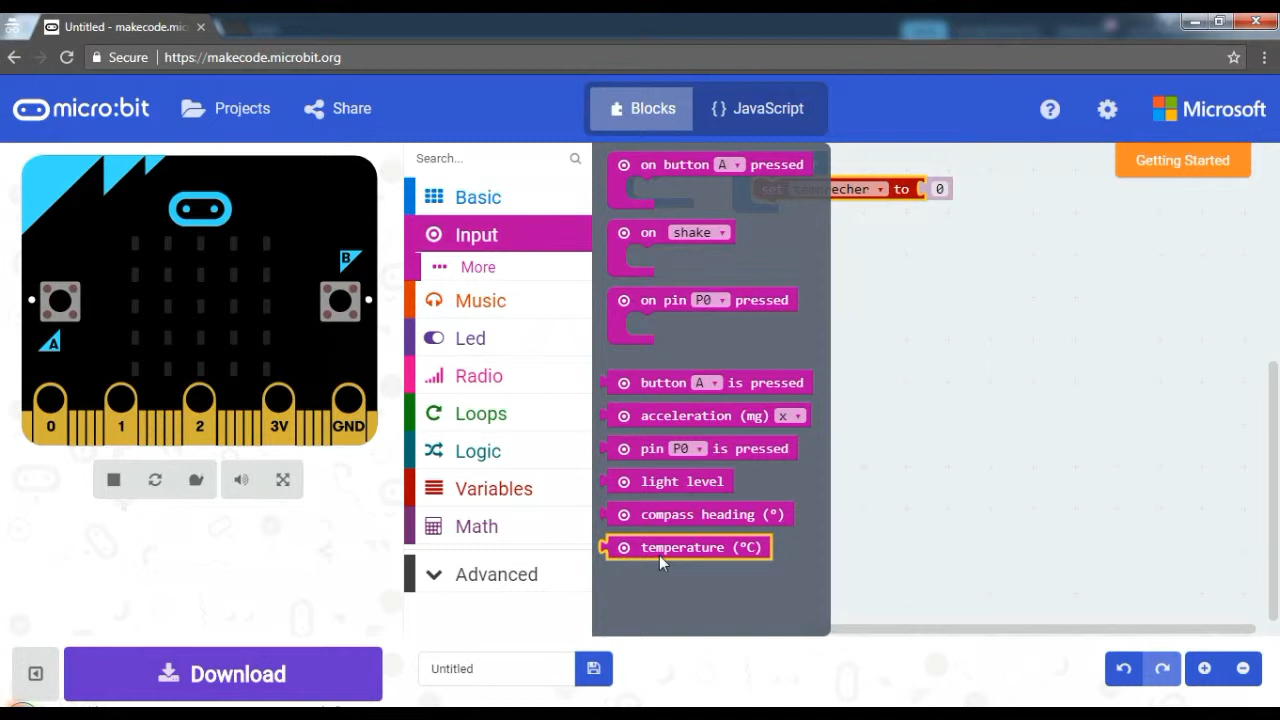 Untitled - makecode.mic
Secure https://makecode.microbit.org
micro:bit Projects Share Blocks {} JavaScript ? Microsoft
Search...
Getting Started
Basic
Input
More
Music
Led
Radio
Loops
Logic
Variables
Math
Advanced
on button A pressed
on shake
on pin P0 pressed
button A is pressed
acceleration (mg) x
pin P0 is pressed
light level
compass heading (°)
temperature (°C)
set to 0
A
B
0 1 2 3V GND
Download
Untitled